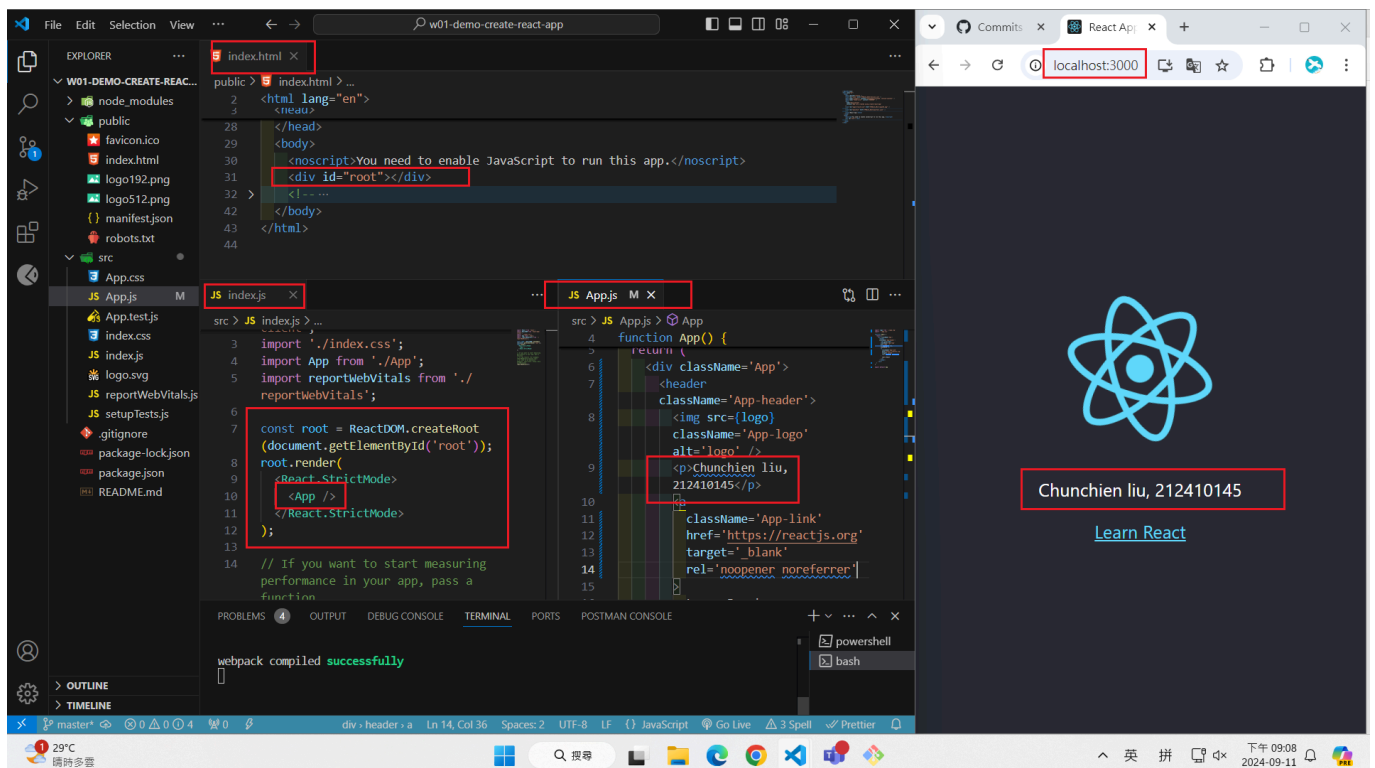 File Edit Selection View ··· w01-demo-create-react-app
EXPLORER ···
W01-DEMO-CREATE-REAC...
node_modules
public
favicon.ico
index.html
logo192.png
logo512.png
manifest.json
robots.txt
src
App.css
App.js M
App.test.js
index.css
index.js
logo.svg
reportWebVitals.js
setupTests.js
.gitignore
package-lock.json
package.json
README.md
OUTLINE
TIMELINE
index.html
public > index.html > ...
2 <html lang="en">
3 <head>
28 </head>
29 <body>
30 <noscript>You need to enable JavaScript to run this app.</noscript>
31 <div id="root"></div>
32 <!-- ···
42 </body>
43 </html>
44
JS index.js
src > JS index.js > ...
3 import './index.css';
4 import App from './App';
5 import reportWebVitals from './
reportWebVitals';
6
7 const root = ReactDOM.createRoot
(document.getElementById('root'));
8 root.render(
9 <React.StrictMode>
10 <App />
11 </React.StrictMode>
12 );
13
14 // If you want to start measuring
performance in your app, pass a
function
JS App.js M
src > JS App.js > App
4 function App() {
5 return (
6 <div className='App'>
7 <header
className='App-header'>
8 <img src={logo}
className='App-logo'
alt='logo' />
9 <p>Chunchien liu,
212410145</p>
10 <a
11 className='App-link'
12 href='https://reactjs.org'
13 target='_blank'
14 rel='noopener noreferrer'
15 >
PROBLEMS 4 OUTPUT DEBUG CONSOLE TERMINAL PORTS POSTMAN CONSOLE
webpack compiled successfully
powershell
bash
master* 0 0 0 4 0 div > header > a Ln 14, Col 36 Spaces: 2 UTF-8 LF {} JavaScript Go Live 3 Spell Prettier
Commits React App
localhost:3000
Chunchien liu, 212410145
Learn React
1 29°C
晴時多雲
搜尋
英 拼
下午 09:08
2024-09-11
PRE